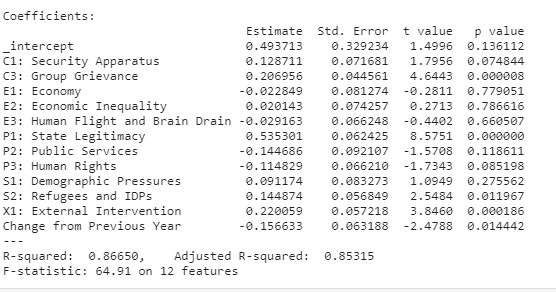 Coefficients:
Estimate Std. Error t value p value
_intercept 0.493713 0.329234 1.4996 0.136112
C1: Security Apparatus 0.128711 0.071681 1.7956 0.074844
C3: Group Grievance 0.206956 0.044561 4.6443 0.000008
E1: Economy -0.022849 0.081274 -0.2811 0.779051
E2: Economic Inequality 0.020143 0.074257 0.2713 0.786616
E3: Human Flight and Brain Drain -0.029163 0.066248 -0.4402 0.660507
P1: State Legitimacy 0.535301 0.062425 8.5751 0.000000
P2: Public Services -0.144686 0.092107 -1.5708 0.118611
P3: Human Rights -0.114829 0.066210 -1.7343 0.085198
S1: Demographic Pressures 0.091174 0.083273 1.0949 0.275562
S2: Refugees and IDPs 0.144874 0.056849 2.5484 0.011967
X1: External Intervention 0.220059 0.057218 3.8460 0.000186
Change from Previous Year -0.156633 0.063188 -2.4788 0.014442
---
R-squared: 0.86650, Adjusted R-squared: 0.85315
F-statistic: 64.91 on 12 features